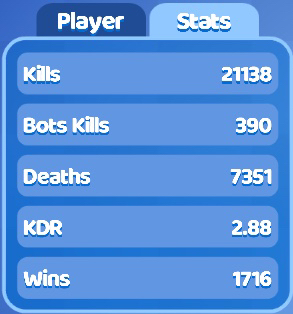 Player Stats
Kills 21138
Bots Kills 390
Deaths 7351
KDR 2.88
Wins 1716